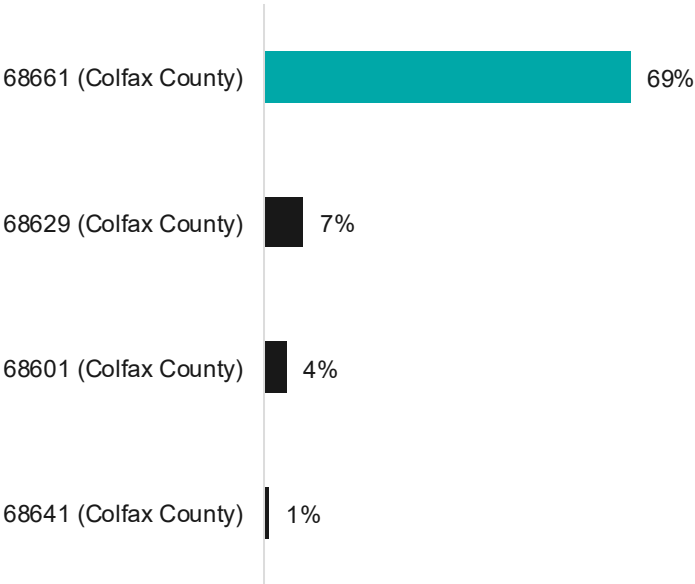 68661 (Colfax County) 69%
68629 (Colfax County) 7%
68601 (Colfax County) 4%
68641 (Colfax County) 1%